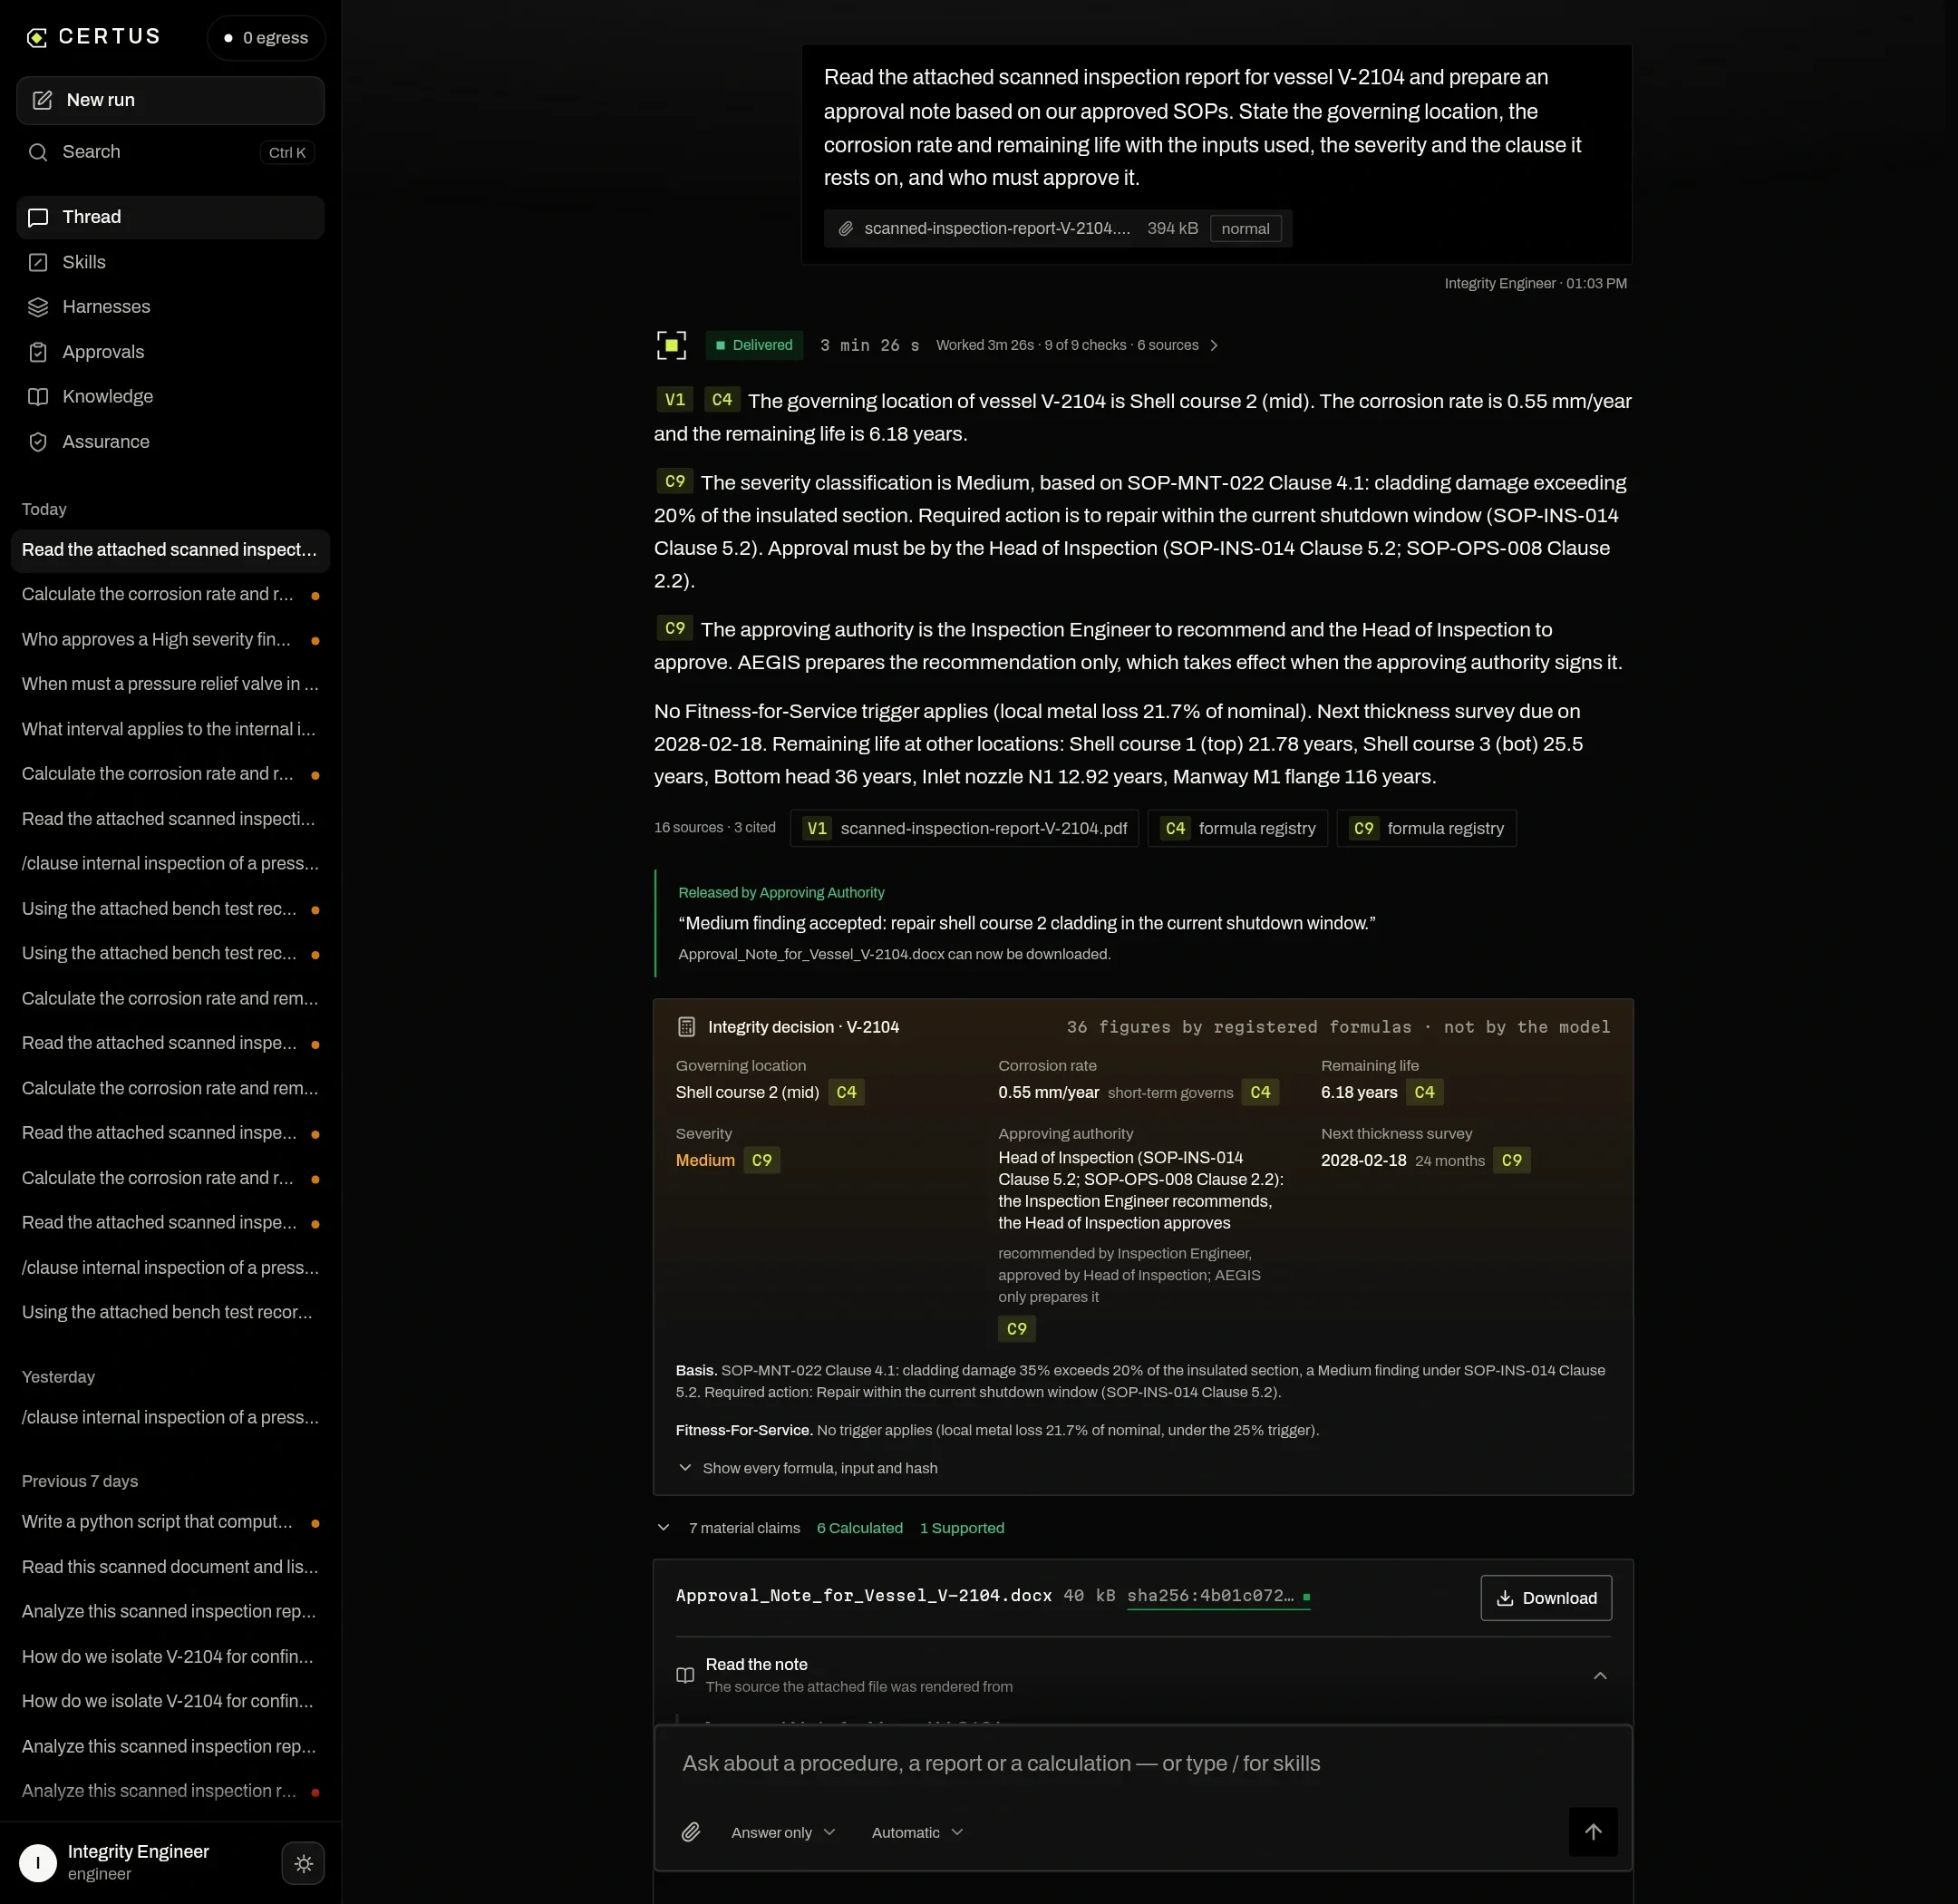 CERTUS
0 egress
New run
Search
Ctrl K
Thread
Skills
Harnesses
Approvals
Knowledge
Assurance
Today
Read the attached scanned inspect...
Calculate the corrosion rate and r...
Who approves a High severity fin...
When must a pressure relief valve in ...
What interval applies to the internal i...
Calculate the corrosion rate and r...
Read the attached scanned inspecti...
/clause internal inspection of a press...
Using the attached bench test rec...
Using the attached bench test rec...
Calculate the corrosion rate and rem...
Read the attached scanned inspe...
Calculate the corrosion rate and rem...
Read the attached scanned inspe...
Calculate the corrosion rate and r...
Read the attached scanned inspe...
/clause internal inspection of a press...
Using the attached bench test recor...
Yesterday
/clause internal inspection of a press...
Previous 7 days
Write a python script that comput...
Read this scanned document and lis...
Analyze this scanned inspection rep...
How do we isolate V-2104 for confin...
How do we isolate V-2104 for confin...
Analyze this scanned inspection rep...
Analyze this scanned inspection r...
I
Integrity Engineer
engineer
Read the attached scanned inspection report for vessel V-2104 and prepare an
approval note based on our approved SOPs. State the governing location, the
corrosion rate and remaining life with the inputs used, the severity and the clause it
rests on, and who must approve it.
scanned-inspection-report-V-2104.... 394 kB normal
Integrity Engineer · 01:03 PM
Delivered 3 min 26 s Worked 3m 26s · 9 of 9 checks · 6 sources
V1 C4 The governing location of vessel V-2104 is Shell course 2 (mid). The corrosion rate is 0.55 mm/year
and the remaining life is 6.18 years.
C9 The severity classification is Medium, based on SOP-MNT-022 Clause 4.1: cladding damage exceeding
20% of the insulated section. Required action is to repair within the current shutdown window (SOP-INS-014
Clause 5.2). Approval must be by the Head of Inspection (SOP-INS-014 Clause 5.2; SOP-OPS-008 Clause
2.2).
C9 The approving authority is the Inspection Engineer to recommend and the Head of Inspection to
approve. AEGIS prepares the recommendation only, which takes effect when the approving authority signs it.
No Fitness-for-Service trigger applies (local metal loss 21.7% of nominal). Next thickness survey due on
2028-02-18. Remaining life at other locations: Shell course 1 (top) 21.78 years, Shell course 3 (bot) 25.5
years, Bottom head 36 years, Inlet nozzle N1 12.92 years, Manway M1 flange 116 years.
16 sources · 3 cited V1 scanned-inspection-report-V-2104.pdf C4 formula registry C9 formula registry
Released by Approving Authority
“Medium finding accepted: repair shell course 2 cladding in the current shutdown window.”
Approval_Note_for_Vessel_V-2104.docx can now be downloaded.
Integrity decision · V-2104
36 figures by registered formulas · not by the model
Governing location
Shell course 2 (mid) C4
Corrosion rate
0.55 mm/year short-term governs C4
Remaining life
6.18 years C4
Severity
Medium C9
Approving authority
Head of Inspection (SOP-INS-014
Clause 5.2; SOP-OPS-008 Clause 2.2):
the Inspection Engineer recommends,
the Head of Inspection approves
recommended by Inspection Engineer,
approved by Head of Inspection; AEGIS
only prepares it
C9
Next thickness survey
2028-02-18 24 months C9
Basis. SOP-MNT-022 Clause 4.1: cladding damage 35% exceeds 20% of the insulated section, a Medium finding under SOP-INS-014 Clause
5.2. Required action: Repair within the current shutdown window (SOP-INS-014 Clause 5.2).
Fitness-For-Service. No trigger applies (local metal loss 21.7% of nominal, under the 25% trigger).
Show every formula, input and hash
7 material claims 6 Calculated 1 Supported
Approval_Note_for_Vessel_V-2104.docx 40 kB sha256:4b01c072…
Download
Read the note
The source the attached file was rendered from
Ask about a procedure, a report or a calculation — or type / for skills
Answer only
Automatic